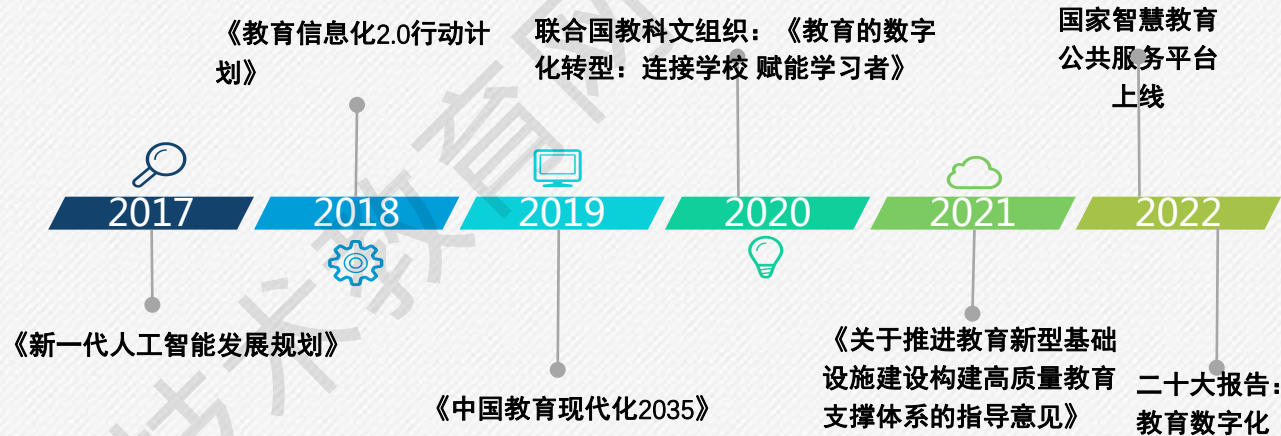 《教育信息化2.0行动计
划》
联合国教科文组织：《教育的数字
化转型：连接学校 赋能学习者》
国家智慧教育
公共服务平台
上线
2017
2018
2019
2020
2021
2022
《新一代人工智能发展规划》
《中国教育现代化2035》
《关于推进教育新型基础
设施建设构建高质量教育
支撑体系的指导意见》
二十大报告：
教育数字化
技术教育网